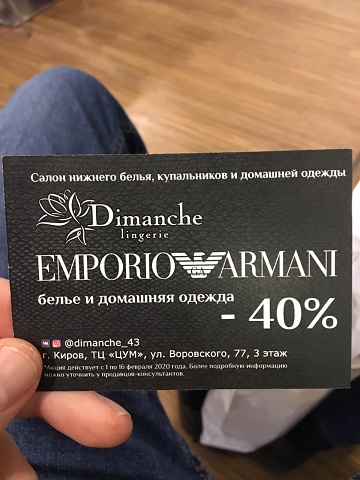 Салон нижнего белья, купальников и домашней одежды
Dimanche
lingerie
EMPORIO ARMANI
белье и домашняя одежда
- 40%
@dimanche_43
г. Киров, ТЦ «ЦУМ», ул. Воровского, 77, 3 этаж
*Акция действует с 1 по 16 февраля 2020 года. Более подробную информацию
можно уточнить у продавцов-консультантов.